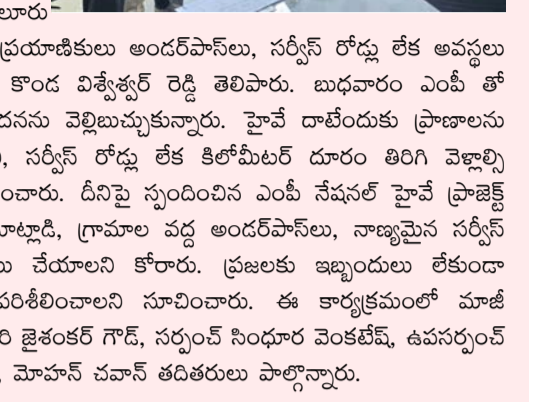 లూరు
ప్రయాణికులు అండర్‌పాస్‌లు, సర్వీస్ రోడ్లు లేక అవస్థలు
కొండ విశ్వేశ్వర్ రెడ్డి తెలిపారు. బుధవారం ఎంపీ తో
దనను వెల్లిబుచ్చుకున్నారు. హైవే దాటేందుకు ప్రాణాలను
, సర్వీస్ రోడ్లు లేక కిలోమీటర్ దూరం తిరిగి వెళ్లాల్సి
ంచారు. దీనిపై స్పందించిన ఎంపీ నేషనల్ హైవే ప్రాజెక్ట్
మాట్లాడి, గ్రామాల వద్ద అండర్‌పాస్‌లు, నాణ్యమైన సర్వీస్
లు చేయాలని కోరారు. ప్రజలకు ఇబ్బందులు లేకుండా
పరిశీలించాలని సూచించారు. ఈ కార్యక్రమంలో మాజీ
రి జైశంకర్ గౌడ్, సర్పంచ్ సింధూర వెంకటేష్, ఉపసర్పంచ్
, మోహన్ చవాన్ తదితరులు పాల్గొన్నారు.